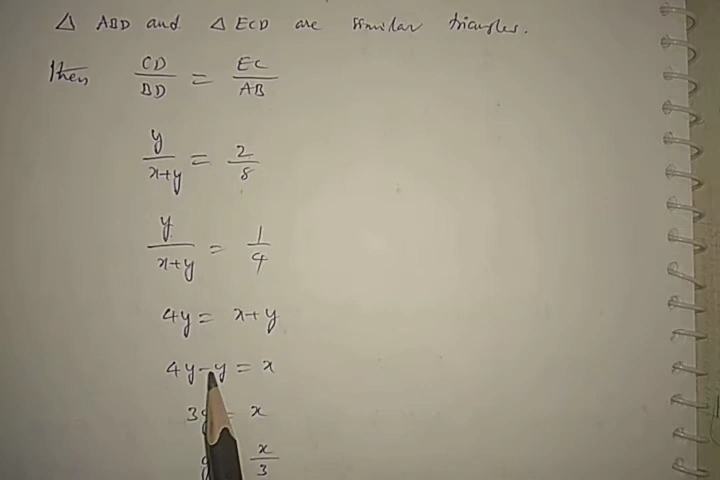 △ ABD and △ ECD are similar triangles.
Then CD/BD = EC/AB
y/x+y = 2/8
y/x+y = 1/4
4y = x+y
4y-y = x
3y = x
y x/3